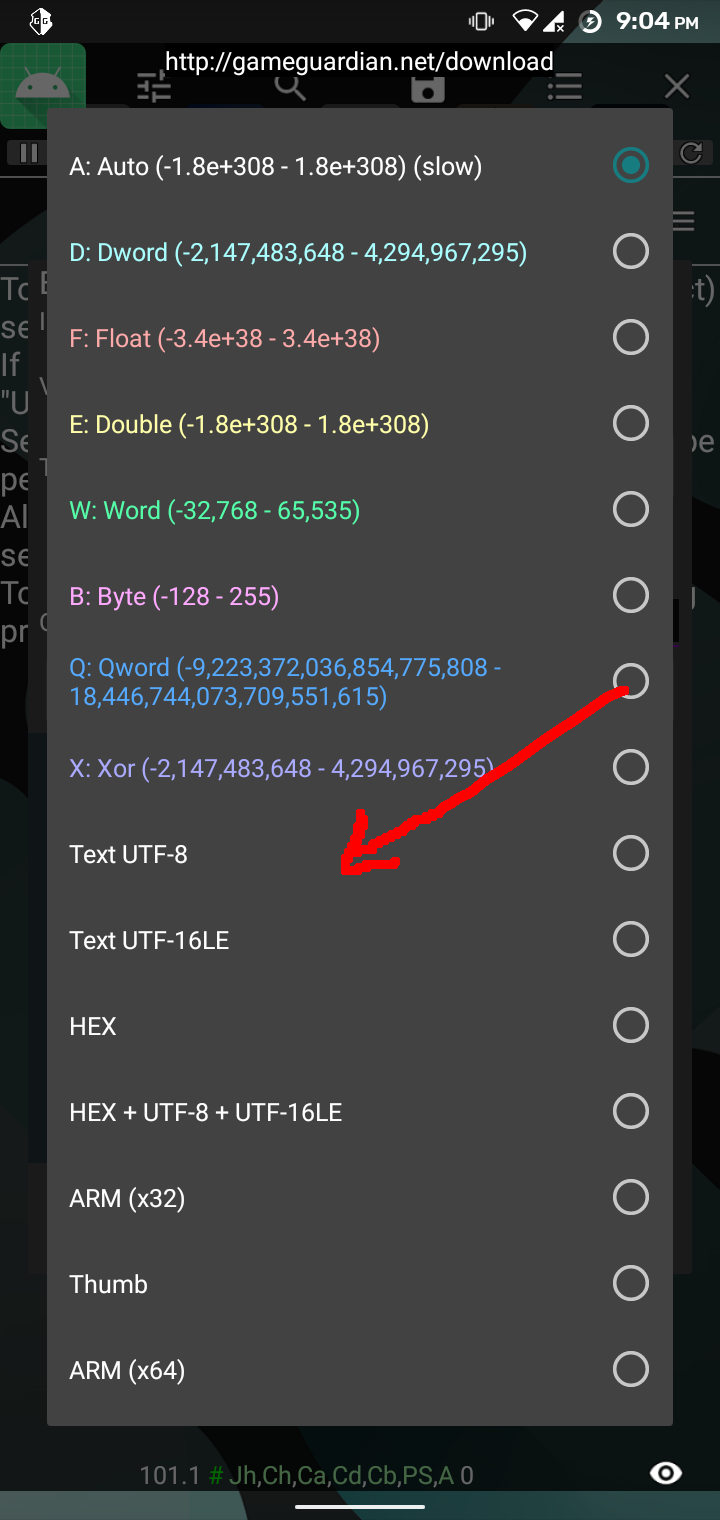 9:04 PM
http://gameguardian.net/download
A: Auto (-1.8e+308 - 1.8e+308) (slow)
D: Dword (-2,147,483,648 - 4,294,967,295)
F: Float (-3.4e+38 - 3.4e+38)
E: Double (-1.8e+308 - 1.8e+308)
W: Word (-32,768 - 65,535)
B: Byte (-128 - 255)
Q: Qword (-9,223,372,036,854,775,808 -
18,446,744,073,709,551,615)
X: Xor (-2,147,483,648 - 4,294,967,295)
Text UTF-8
Text UTF-16LE
HEX
HEX + UTF-8 + UTF-16LE
ARM (x32)
Thumb
ARM (x64)
101.1 # Jh,Ch,Ca,Cd,Cb,PS,A 0